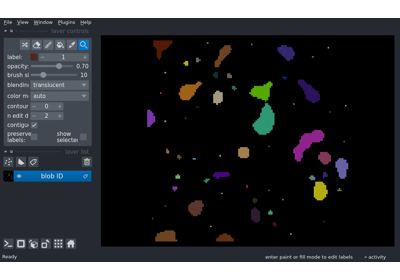 File View Window Plugins Help
layer controls
label: 1
opacity: 0.70
brush si 10
blending translucent
color m auto
contour 0
n edit d 2
contigu
preserve labels: show selected
layer list
blob ID
Ready enter paint or fill mode to edit labels activity